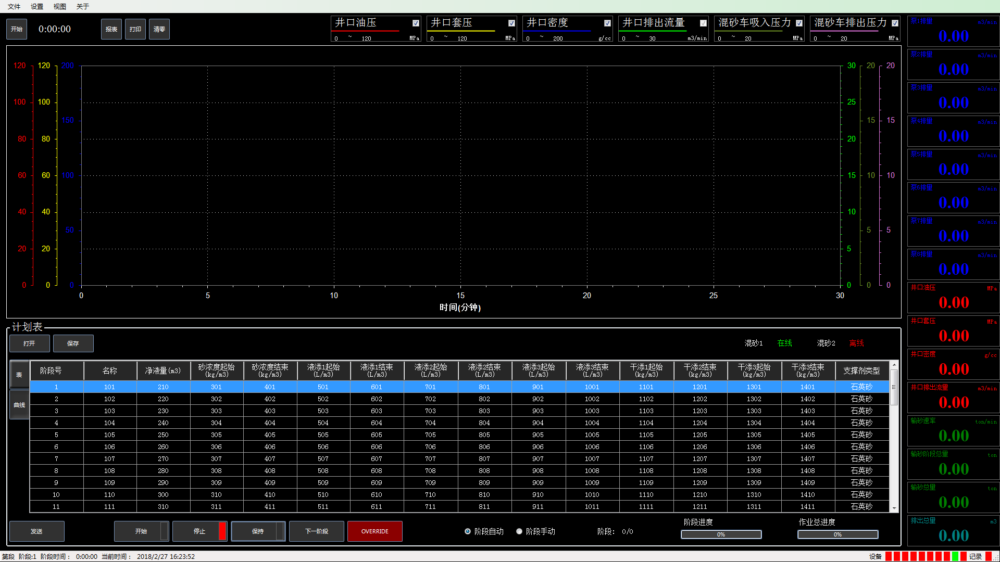 文件 设置 视图 关于
开始 0:00:00 报表 打印 清零
井口油压 0 ~ 120 MPa
井口套压 0 ~ 120 MPa
井口密度 0 ~ 200 g/cc
井口排出流量 0 ~ 30 m3/min
混砂车吸入压力 0 ~ 20 MPa
混砂车排出压力 0 ~ 20 MPa
120 120 200 30 20 20
100 100 25
150 15 15
80 80 20
60 60 100 15 10 10
40 40 10
50 5 5
20 20 5
0 0 0 0 0 0
0 5 10 15 20 25 30
时间(分钟)
泵1排量 m3/min
0.00
泵2排量 m3/min
0.00
泵3排量 m3/min
0.00
泵4排量 m3/min
0.00
泵5排量 m3/min
0.00
泵6排量 m3/min
0.00
泵7排量 m3/min
0.00
泵8排量 m3/min
0.00
井口油压 MPa
0.00
井口套压 MPa
0.00
井口密度 g/cc
0.00
井口排出流量 m3/min
0.00
输砂速率 ton/min
0.00
输砂阶段总量 ton
0.00
输砂总量 ton
0.00
排出总量 m3
0.00
计划表
打开 保存 混砂1 在线 混砂2 离线
表
曲线
阶段号 名称 净液量(m3) 砂浓度起始(kg/m3) 砂浓度结束(kg/m3) 液添1起始(L/m3) 液添1结束(L/m3) 液添2起始(L/m3) 液添2结束(L/m3) 液添3起始(L/m3) 液添3结束(L/m3) 干添1起始(kg/m3) 干添2结束(kg/m3) 干添3起始(kg/m3) 干添3结束(kg/m3) 支撑剂类型
1 101 210 301 401 501 601 701 801 901 1001 1101 1201 1301 1401 石英砂
2 102 220 302 402 502 602 702 802 902 1002 1102 1202 1302 1402 石英砂
3 103 230 303 403 503 603 703 803 903 1003 1103 1203 1303 1403 石英砂
4 104 240 304 404 504 604 704 804 904 1004 1104 1204 1304 1404 石英砂
5 105 250 305 405 505 605 705 805 905 1005 1105 1205 1305 1405 石英砂
6 106 260 306 406 506 606 706 806 906 1006 1106 1206 1306 1406 石英砂
7 107 270 307 407 507 607 707 807 907 1007 1107 1207 1307 1407 石英砂
8 108 280 308 408 508 608 708 808 908 1008 1108 1208 1308 1408 石英砂
9 109 290 309 409 509 609 709 809 909 1009 1109 1209 1309 1409 石英砂
10 110 300 310 410 510 610 710 810 910 1010 1110 1210 1310 1410 石英砂
11 111 310 311 411 511 611 711 811 911 1011 1111 1211 1311 1411 石英砂
发送 开始 停止 保持 下一阶段 OVERRIDE 阶段自动 阶段手动 阶段: 0/0
阶段进度 0%
作业总进度 0%
第段 阶段:1 阶段时间: 0:00:00 当前时间: 2018/2/27 16:23:52 设备 记录